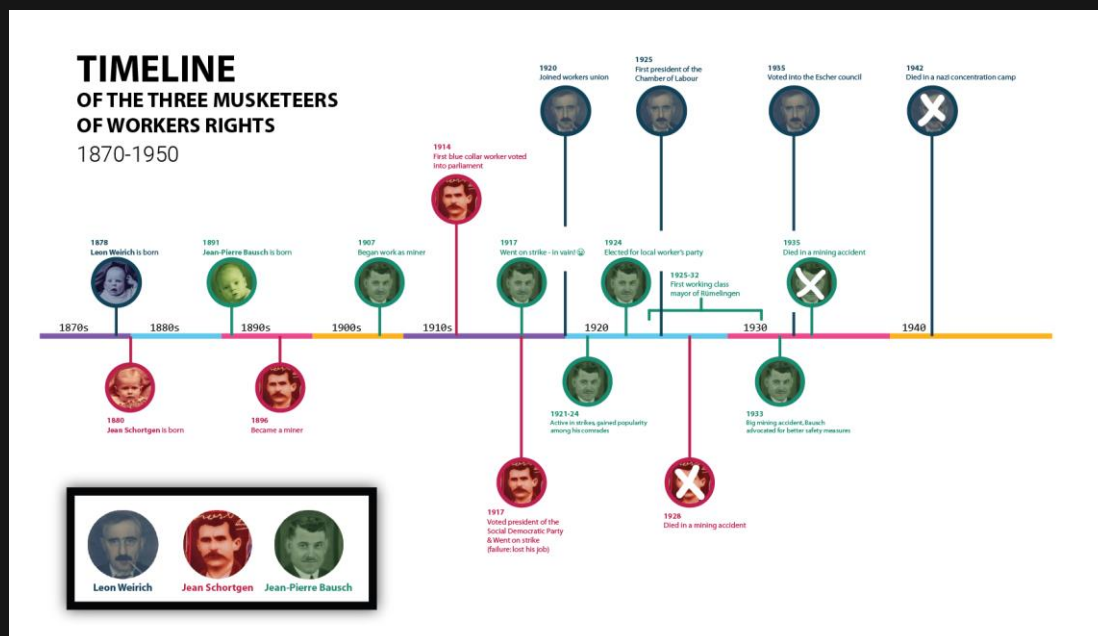 TIMELINE
OF THE THREE MUSKETEERS
OF WORKERS RIGHTS
1870-1950
1920
Joined workers union
1925
First president of the
Chamber of Labour
1935
Voted into the Escher council
1942
Died in a nazi concentration camp
1914
First blue collar worker voted
into parliament
1878
Leon Weirich is born
1891
Jean-Pierre Bausch is born
1907
Began work as miner
1917
Went on strike - in vain! 😭
1924
Elected for local worker's party
1925-32
First working class
mayor of Rümelingen
1935
Died in a mining accident
1870s
1880s
1890s
1900s
1910s
1920
1930
1940
1880
Jean Schortgen is born
1896
Became a miner
1921-24
Active in strikes, gained popularity
among his comrades
1933
Big mining accident, Bausch
advocated for better safety measures
1917
Voted president of the
Social Democratic Party
& Went on strike
(failure: lost his job)
1928
Died in a mining accident
Leon Weirich
Jean Schortgen
Jean-Pierre Bausch